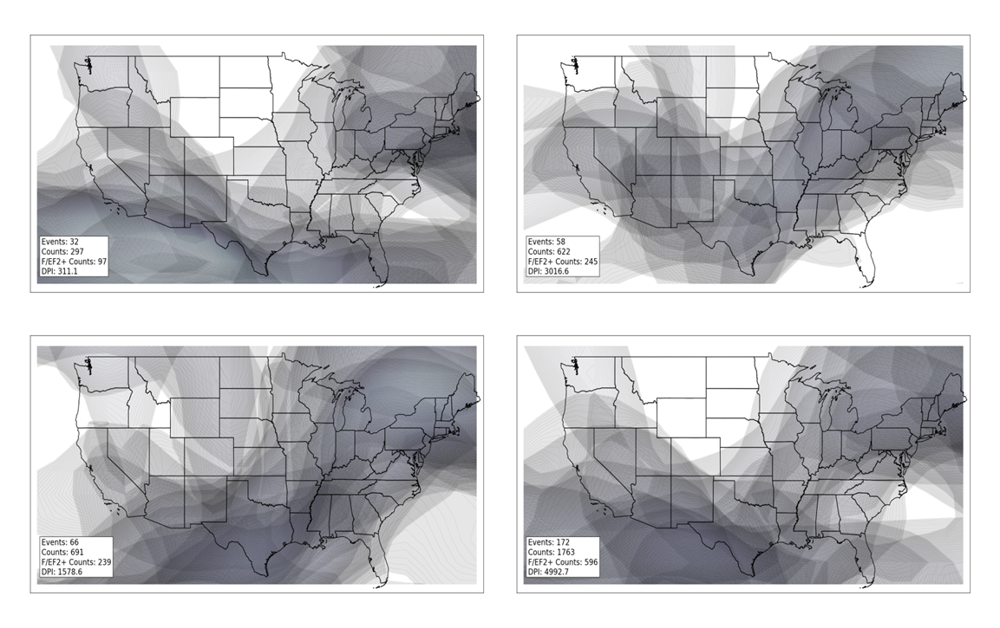 Events: 32
Counts: 297
F/EF2+ Counts: 97
DPI: 311.1
Events: 58
Counts: 622
F/EF2+ Counts: 245
DPI: 3016.6
Events: 66
Counts: 691
F/EF2+ Counts: 239
DPI: 1578.6
Events: 172
Counts: 1763
F/EF2+ Counts: 596
DPI: 4992.7